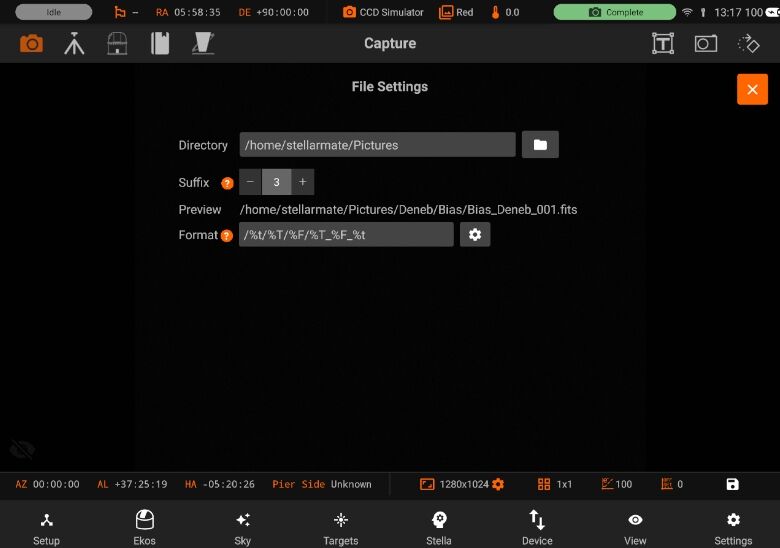 Idle -- RA 05:58:35 DE +90:00:00 CCD Simulator Red 0.0 Complete 13:17 100
Capture
File Settings
Directory /home/stellarmate/Pictures
Suffix ? − 3 +
Preview /home/stellarmate/Pictures/Deneb/Bias/Bias_Deneb_001.fits
Format ? /%t/%T/%F/%T_%F_%t
AZ 00:00:00 AL +37:25:19 HA -05:20:26 Pier Side Unknown 1280x1024 1x1 100 0
Setup Ekos Sky Targets Stella Device View Settings